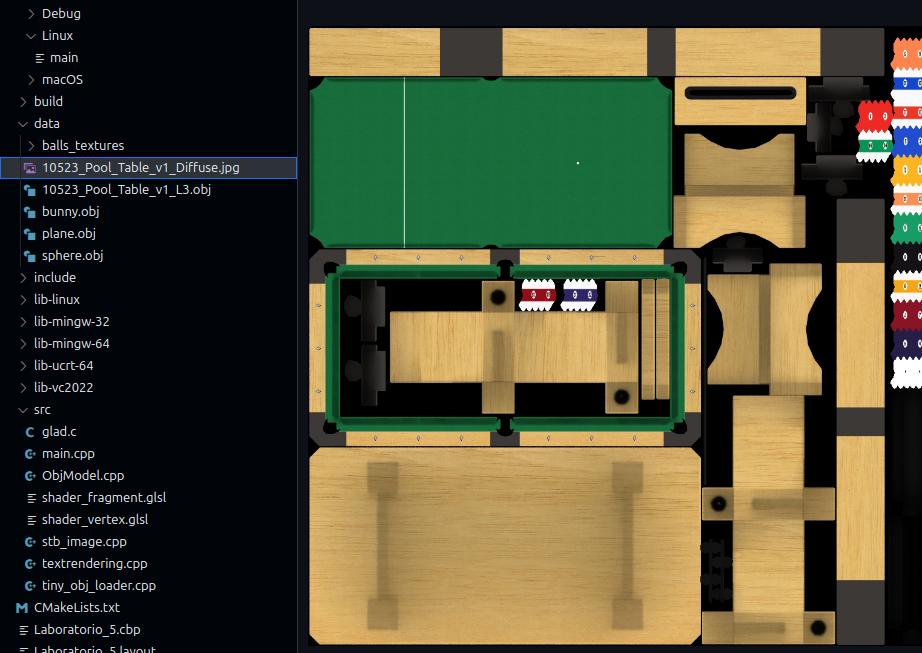 Debug
Linux
main
macOS
build
data
balls_textures
10523_Pool_Table_v1_Diffuse.jpg
10523_Pool_Table_v1_L3.obj
bunny.obj
plane.obj
sphere.obj
include
lib-linux
lib-mingw-32
lib-mingw-64
lib-ucrt-64
lib-vc2022
src
glad.c
main.cpp
ObjModel.cpp
shader_fragment.glsl
shader_vertex.glsl
stb_image.cpp
textrendering.cpp
tiny_obj_loader.cpp
CMakeLists.txt
Laboratorio_5.cbp
Laboratorio_5.layout